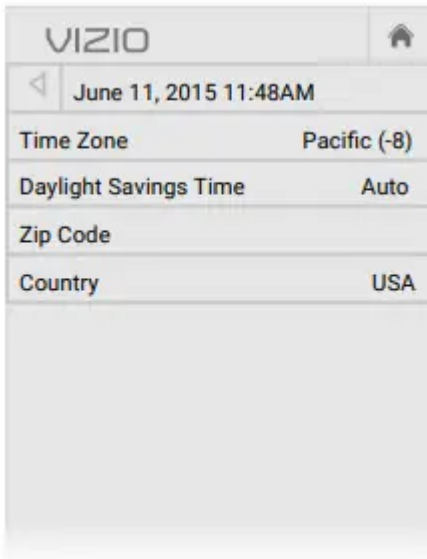 VIZIO
June 11, 2015 11:48AM
Time Zone Pacific (-8)
Daylight Savings Time Auto
Zip Code
Country USA